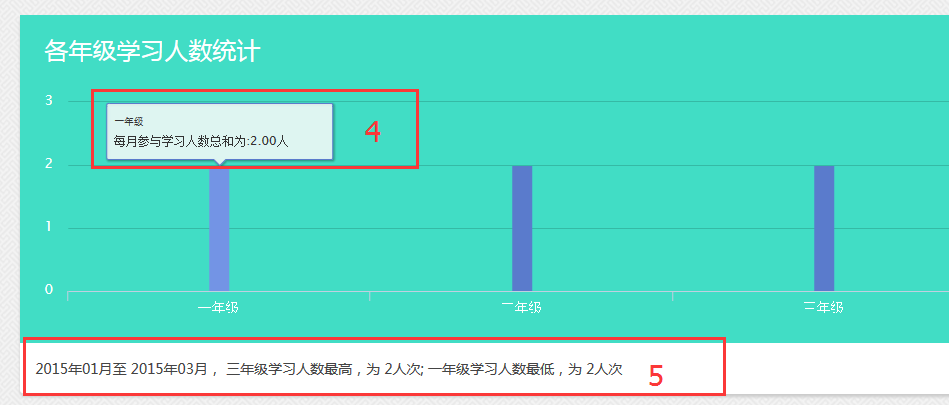 各年级学习人数统计
3
一年级
4
每月参与学习人数总和为:2.00人
2
1
0
一年级
二年级
三年级
2015年01月至 2015年03月， 三年级学习人数最高，为 2人次; 一年级学习人数最低，为 2人次
5